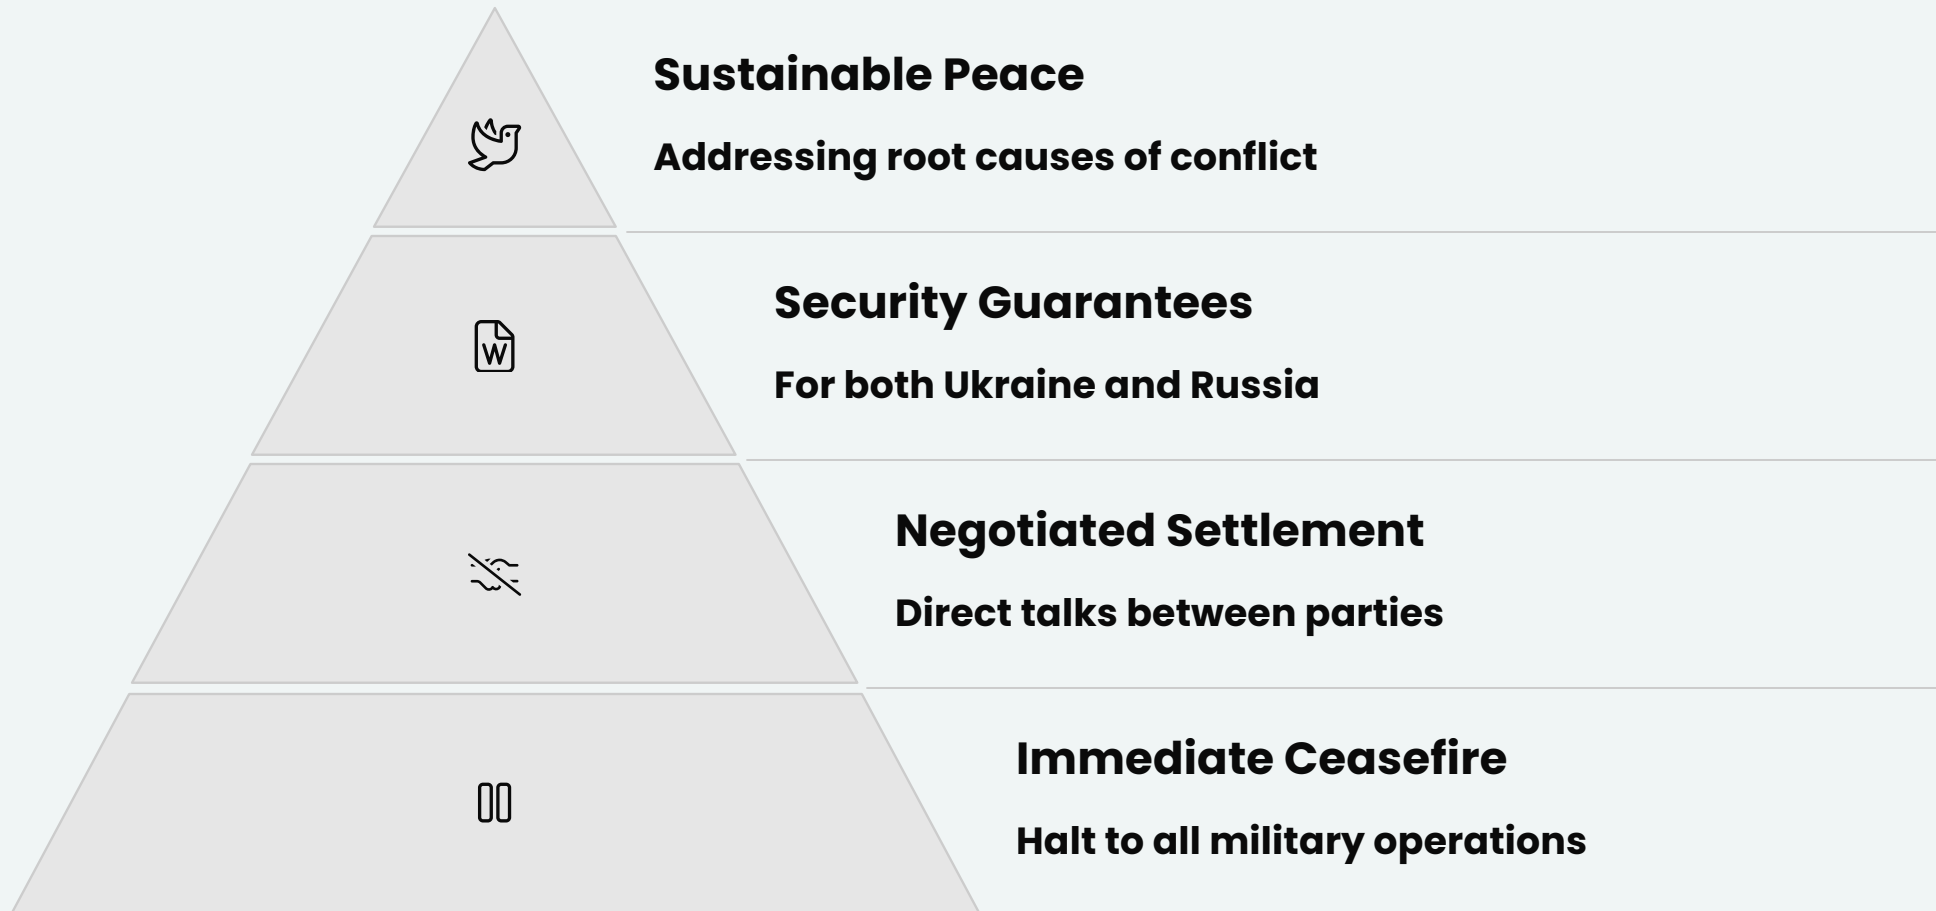 Sustainable Peace
Addressing root causes of conflict
W
Security Guarantees
For both Ukraine and Russia
Negotiated Settlement
Direct talks between parties
Immediate Ceasefire
Halt to all military operations